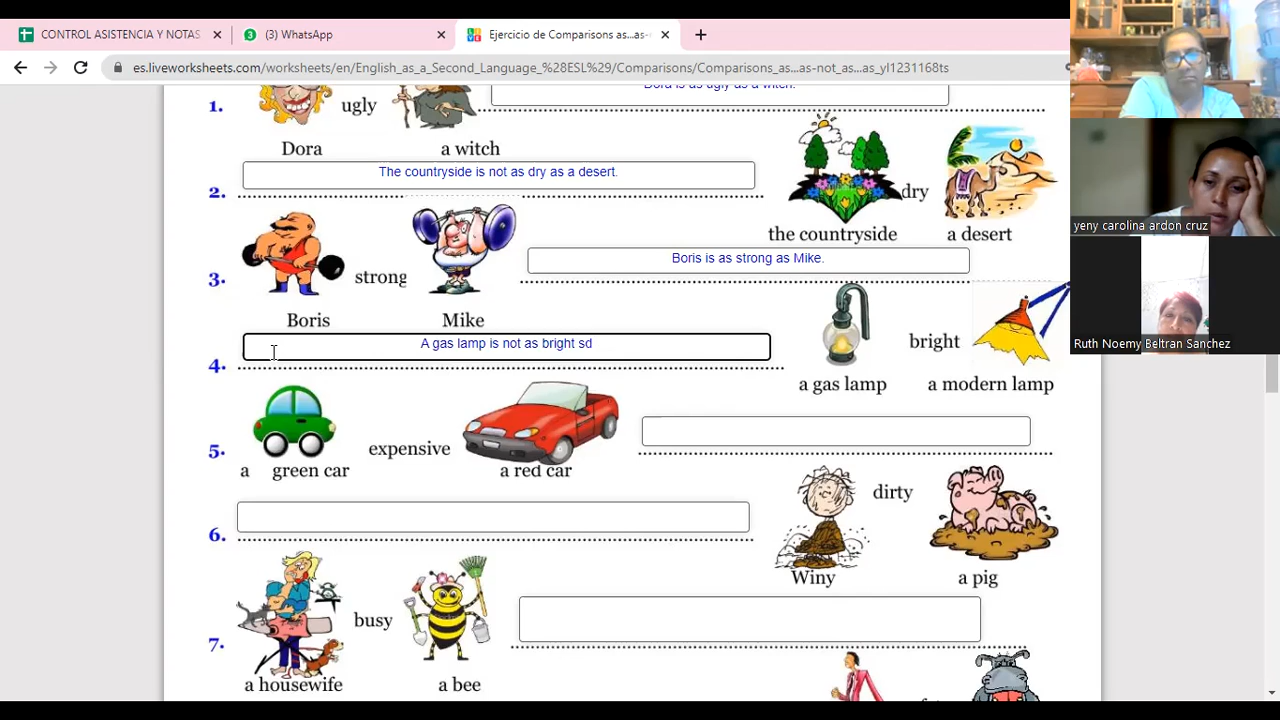 CONTROL ASISTENCIA Y NOTAS
(3) WhatsApp
Ejercicio de Comparisons as...as-
es.liveworksheets.com/worksheets/en/English_as_a_Second_Language_%28ESL%29/Comparisons/Comparisons_as...as-not_as...as_yl1231168ts
1. ugly Dora is as ugly as a witch.
Dora a witch
2. The countryside is not as dry as a desert. dry
the countryside a desert
3. strong Boris is as strong as Mike.
Boris Mike
4. A gas lamp is not as bright sd bright
a gas lamp a modern lamp
5. expensive
a green car a red car
6. dirty
Winy a pig
7. busy
a housewife a bee
yeny carolina ardon cruz
Ruth Noemy Beltran Sanchez